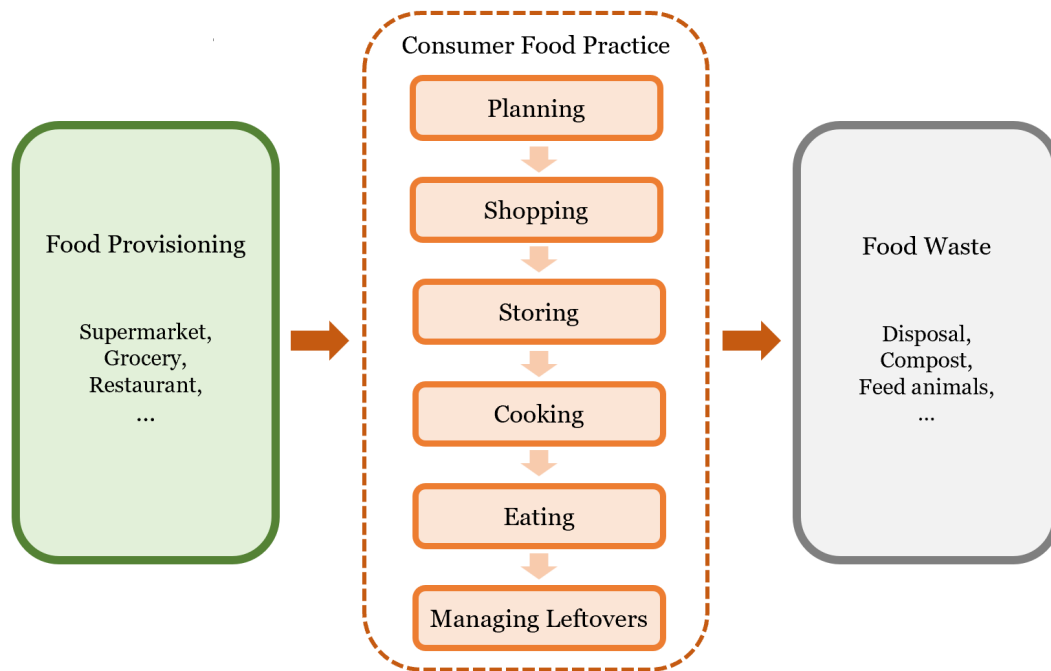 Food Provisioning
Supermarket,
Grocery,
Restaurant,
...
Consumer Food Practice
Planning
Shopping
Storing
Cooking
Eating
Managing Leftovers
Food Waste
Disposal,
Compost,
Feed animals,
...